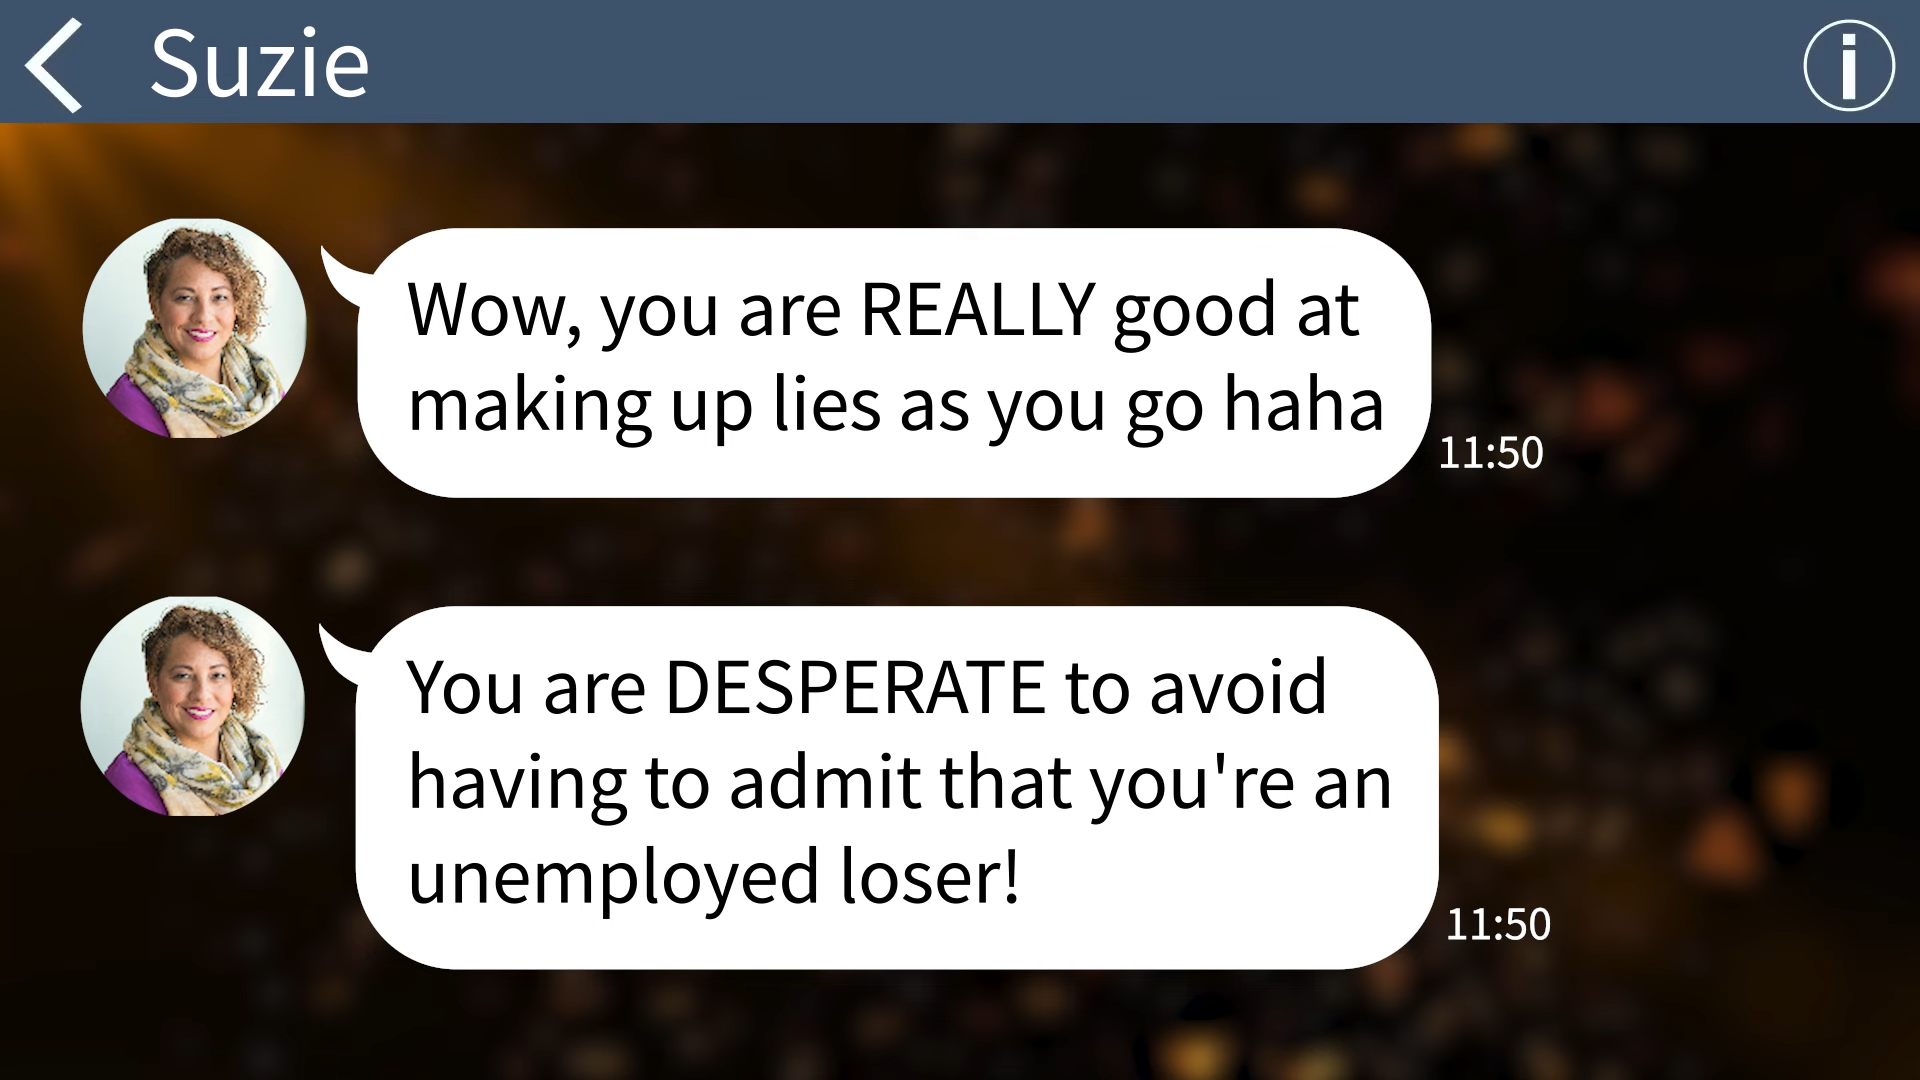 Suzie
Wow, you are REALLY good at
making up lies as you go haha
11:50
You are DESPERATE to avoid
having to admit that you're an
unemployed loser!
11:50